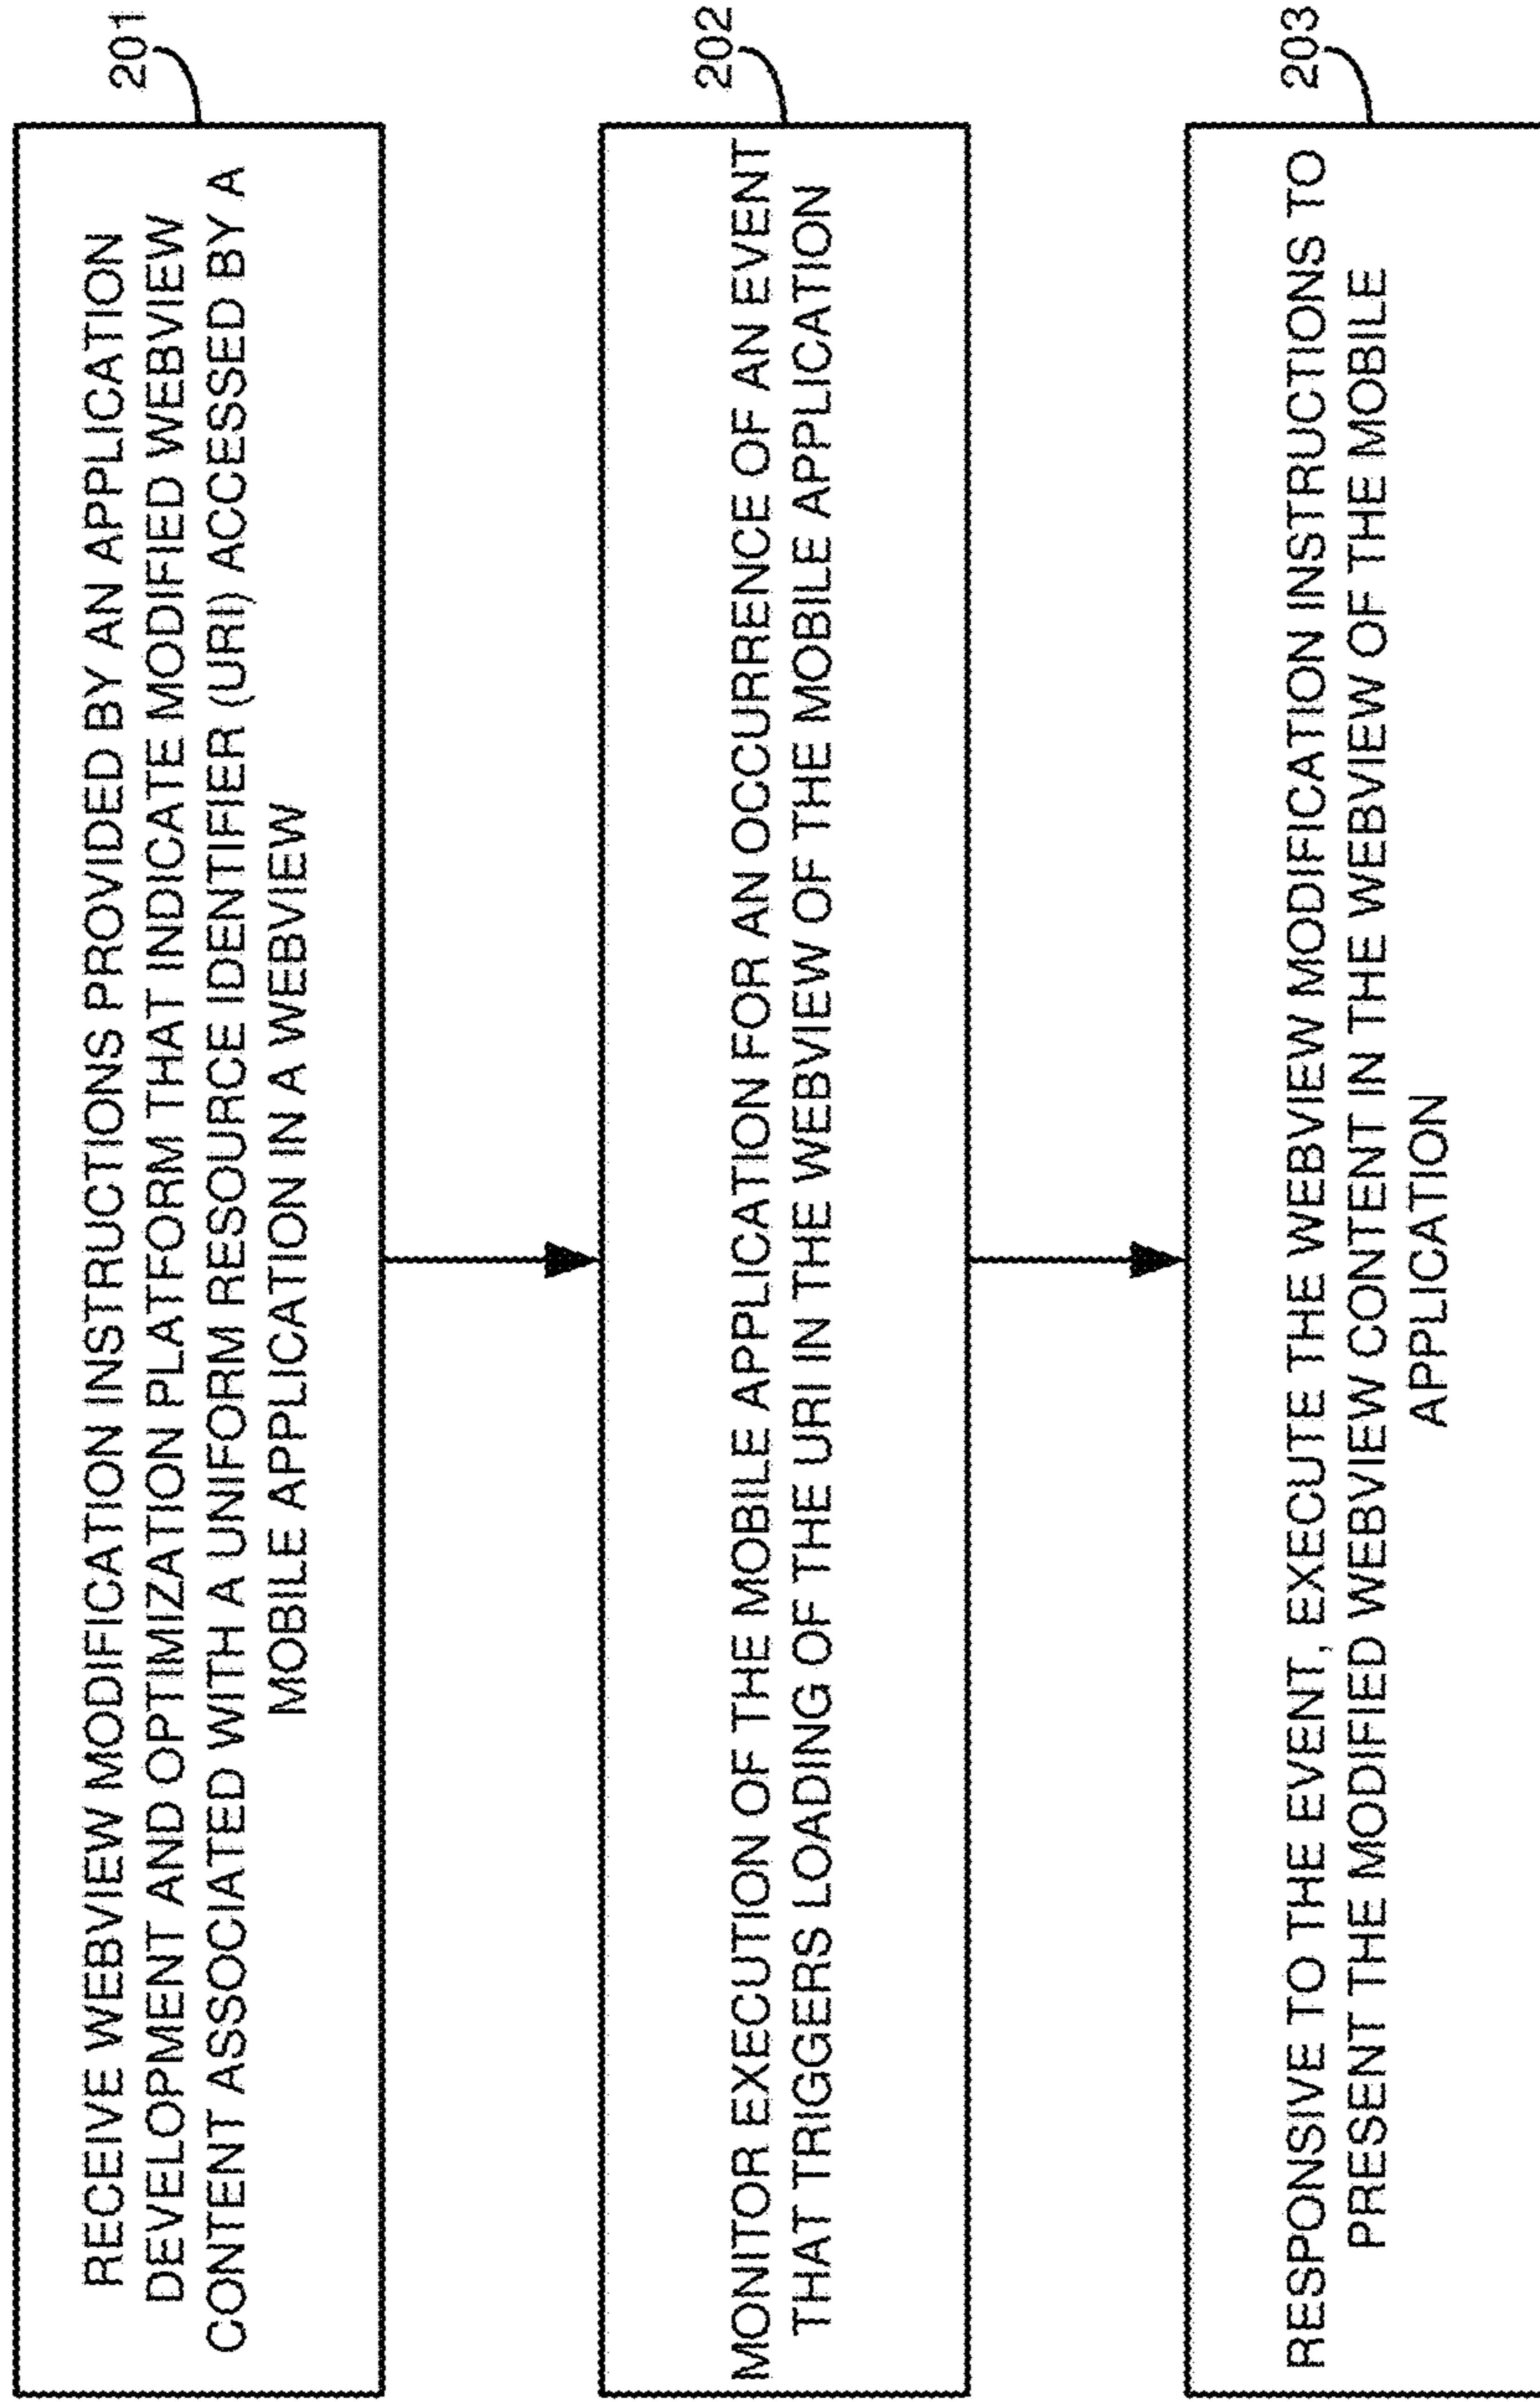 201
RECEIVE WEBVIEW MODIFICATION INSTRUCTIONS PROVIDED BY AN APPLICATION
DEVELOPMENT AND OPTIMIZATION PLATFORM THAT INDICATE MODIFIED WEBVIEW
CONTENT ASSOCIATED WITH A UNIFORM RESOURCE IDENTIFIER (URI) ACCESSED BY A
MOBILE APPLICATION IN A WEBVIEW
202
MONITOR EXECUTION OF THE MOBILE APPLICATION FOR AN OCCURRENCE OF AN EVENT
THAT TRIGGERS LOADING OF THE URI IN THE WEBVIEW OF THE MOBILE APPLICATION
203
RESPONSIVE TO THE EVENT, EXECUTE THE WEBVIEW MODIFICATION INSTRUCTIONS TO
PRESENT THE MODIFIED WEBVIEW CONTENT IN THE WEBVIEW OF THE MOBILE
APPLICATION